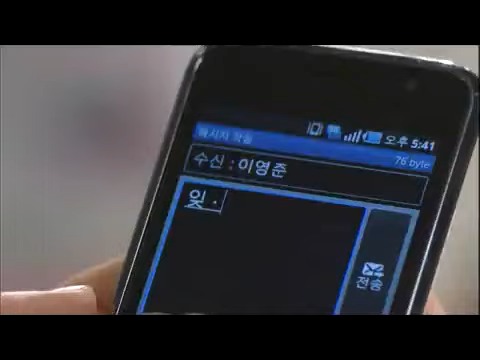 오후 5:41
메시지 작성
76 byte
수신 : 이영준
잊.
전송